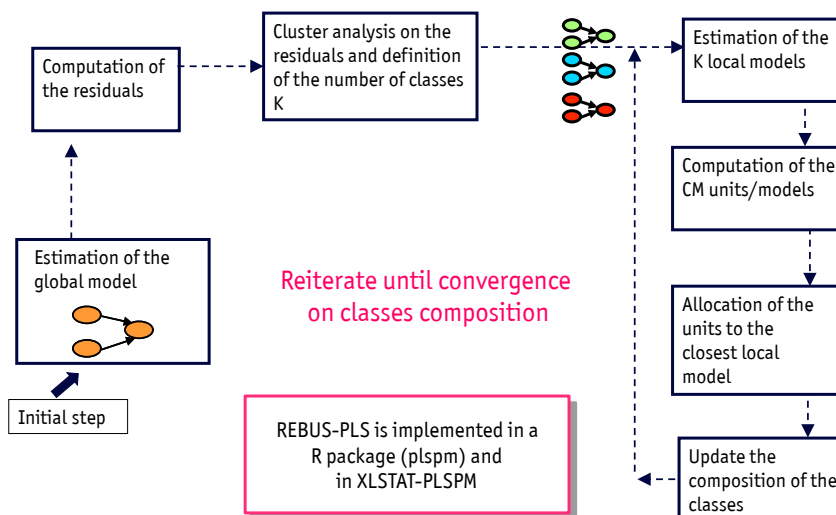 Estimation of the
global model
Initial step
Computation of
the residuals
Cluster analysis on the
residuals and definition
of the number of classes
K
Estimation of the
K local models
Computation of the
CM units/models
Allocation of the
units to the
closest local
model
Update the
composition of the
classes
Reiterate until convergence
on classes composition
REBUS-PLS is implemented in a
R package (plspm) and
in XLSTAT-PLSPM